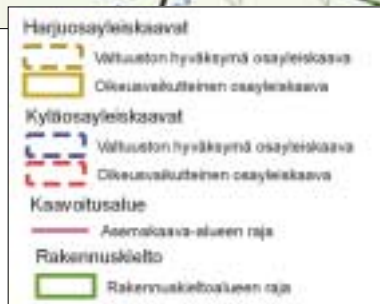 Harjuosayleiskaavat
Valtuuston hyväksymä osayleiskaava
Oikeusvaikutteinen osayleiskaava
Kyläosayleiskaavat
Valtuuston hyväksymä osayleiskaava
Oikeusvaikutteinen osayleiskaava
Kaavoitusalue
Asemakaava-alueen raja
Rakennuskielto
Rakennuskieltoalueen raja